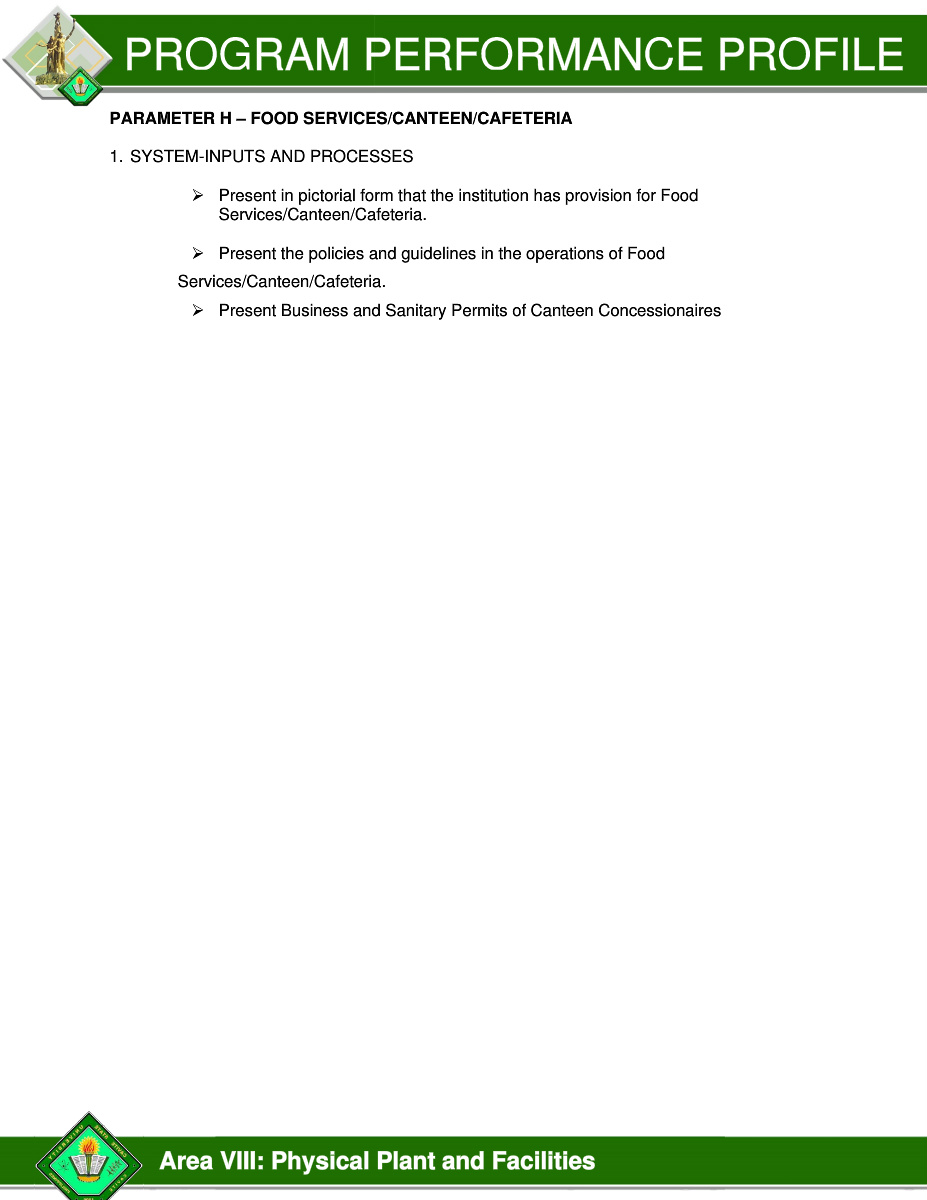 PROGRAM PERFORMANCE PROFILE
PARAMETER H – FOOD SERVICES/CANTEEN/CAFETERIA
1. SYSTEM-INPUTS AND PROCESSES
➢ Present in pictorial form that the institution has provision for Food
Services/Canteen/Cafeteria.
➢ Present the policies and guidelines in the operations of Food
Services/Canteen/Cafeteria.
➢ Present Business and Sanitary Permits of Canteen Concessionaires
Area VIII: Physical Plant and Facilities